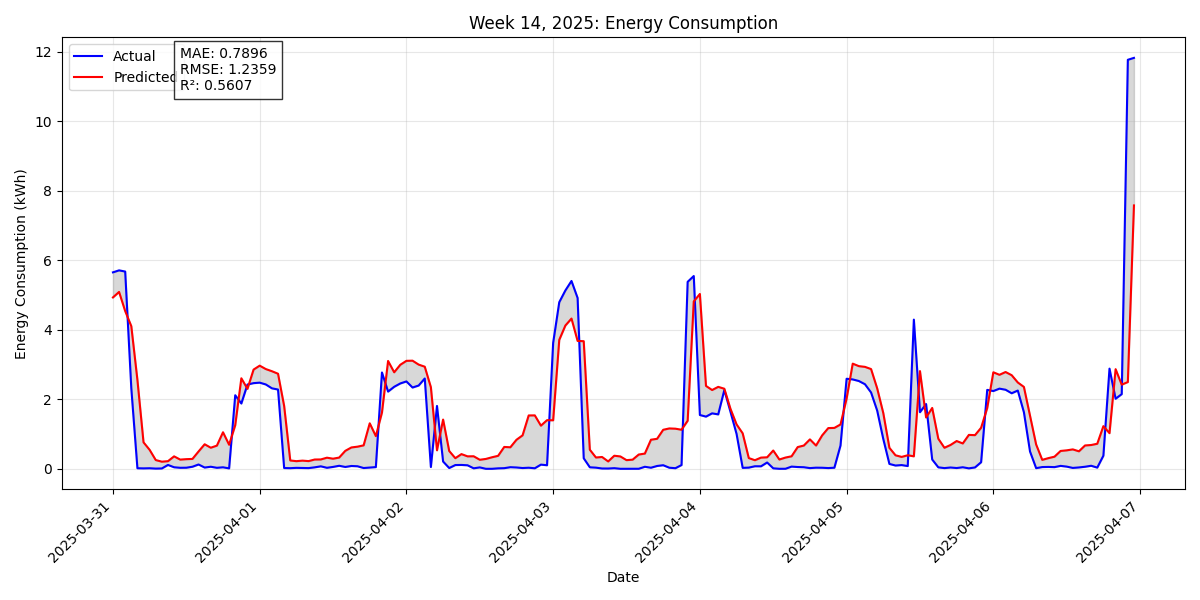 Week 14, 2025: Energy Consumption
Actual
Predicted
MAE: 0.7896
RMSE: 1.2359
R²: 0.5607
Energy Consumption (kWh)
12
10
8
6
4
2
0
2025-03-31
2025-04-01
2025-04-02
2025-04-03
2025-04-04
2025-04-05
2025-04-06
2025-04-07
Date